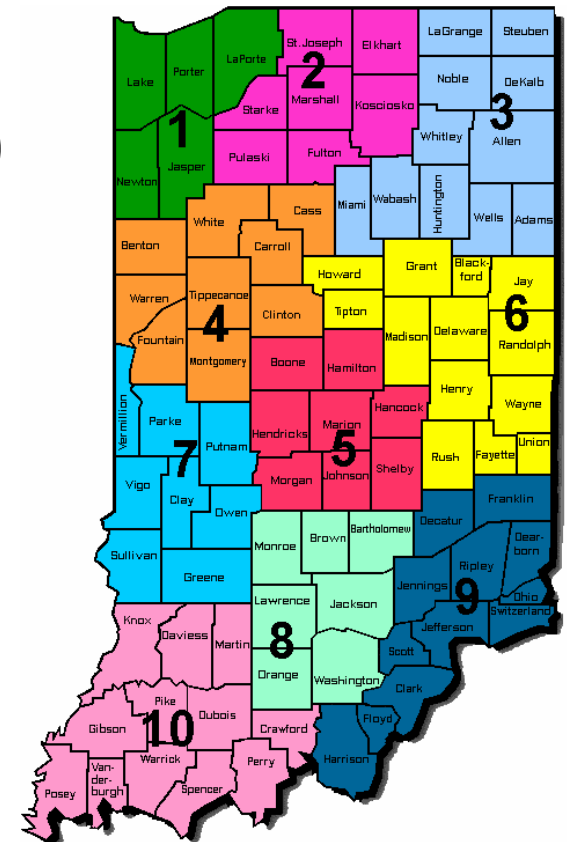 LaGrange
Steuben
St.Joseph
Elkhart
LaPorte
Porter
Lake
2
Noble
DeKalb
Marshall
Kosciosko
Starke
3
1
Whitley
Allen
Fulton
Pulaski
Jasper
Newton
Miami
Wabash
Huntington
Wells
Adams
White
Cass
Benton
Carroll
Howard
Grant
Black-
ford
Jay
Warren
Tippecanoe
Clinton
Tipton
4
6
Madison
Delaware
Randolph
Fountain
Montgomery
Boone
Hamilton
Henry
Wayne
Vermillion
Parke
Putnam
Hendricks
Marion
Hancock
5
7
Rush
Fayette
Union
Vigo
Clay
Morgan
Johnson
Shelby
Owen
Franklin
Decatur
Dear-
born
Sullivan
Greene
Monroe
Brown
Bartholomew
Ripley
Jennings
9
Ohio
Switzerland
Lawrence
Jackson
Jefferson
Knox
Daviess
Martin
8
Scott
Orange
Washington
Clark
Pike
Dubois
10
Gibson
Crawford
Floyd
Harrison
Warrick
Perry
Posey
Van-
der-
burgh
Spencer